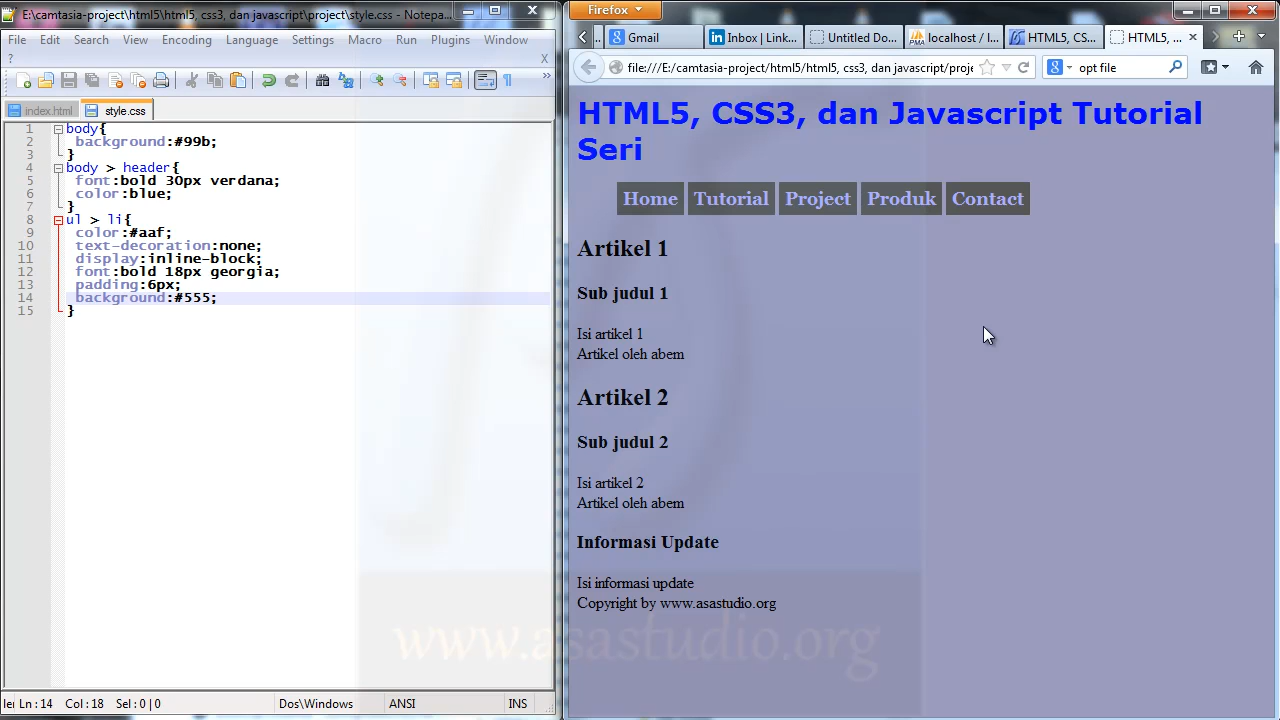 E:\camtasia-project\html5\html5, css3, dan javascript\project\style.css - Notepa...
File Edit Search View Encoding Language Settings Macro Run Plugins Window
? X
index.html style.css
1 body{
2 background:#99b;
3 }
4 body > header{
5 font:bold 30px verdana;
6 color:blue;
7 }
8 ul > li{
9 color:#aaf;
10 text-decoration:none;
11 display:inline-block;
12 font:bold 18px georgia;
13 padding:6px;
14 background:#555;
15 }
Ln : 14 Col : 18 Sel : 0 | 0 Dos\Windows ANSI INS
Firefox
Gmail Inbox | Link... Untitled Do... localhost / l... HTML5, CS... HTML5, ...
file:///E:/camtasia-project/html5/html5, css3, dan javascript/proje opt file
HTML5, CSS3, dan Javascript Tutorial
Seri
Home Tutorial Project Produk Contact
Artikel 1
Sub judul 1
Isi artikel 1
Artikel oleh abem
Artikel 2
Sub judul 2
Isi artikel 2
Artikel oleh abem
Informasi Update
Isi informasi update
Copyright by www.asastudio.org
www.asastudio.org